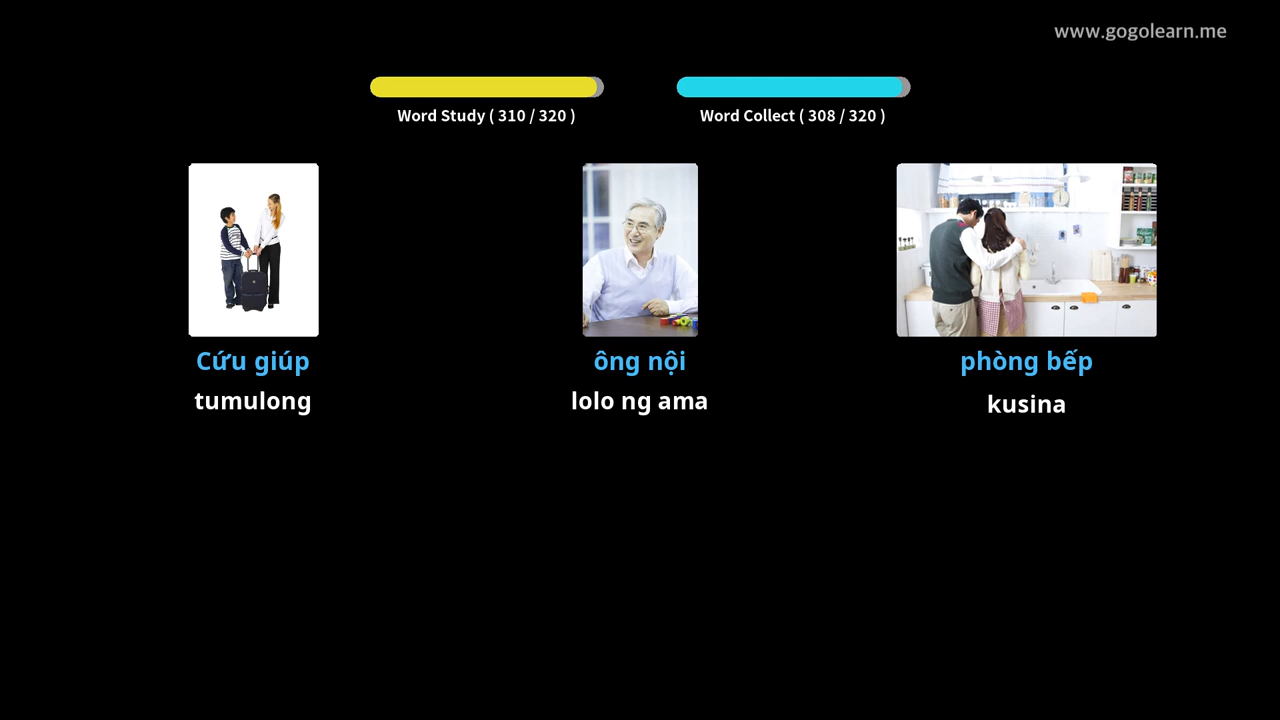 www.gogolearn.me
Word Study ( 310 / 320 )
Word Collect ( 308 / 320 )
Cứu giúp
tumulong
ông nội
lolo ng ama
phòng bếp
kusina